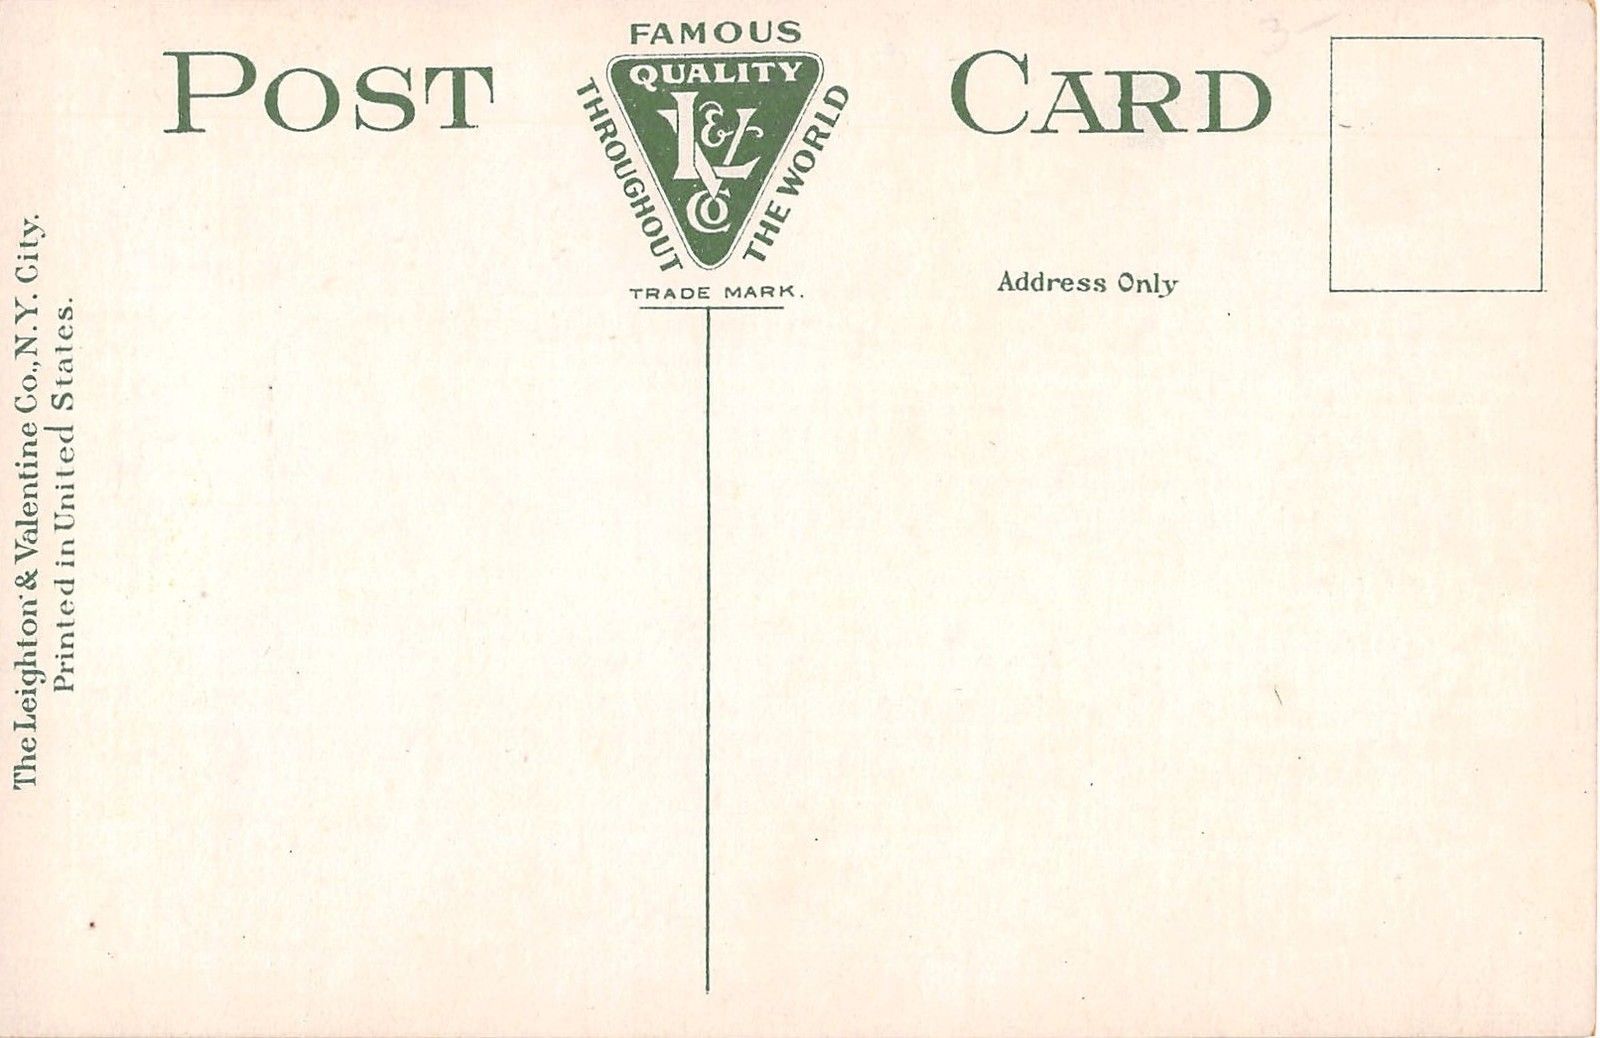 POST CARD
FAMOUS
QUALITY
THROUGHOUT
THE WORLD
L & V
Co
TRADE MARK.
Address Only
The Leighton & Valentine Co., N.Y. City.
Printed in United States.